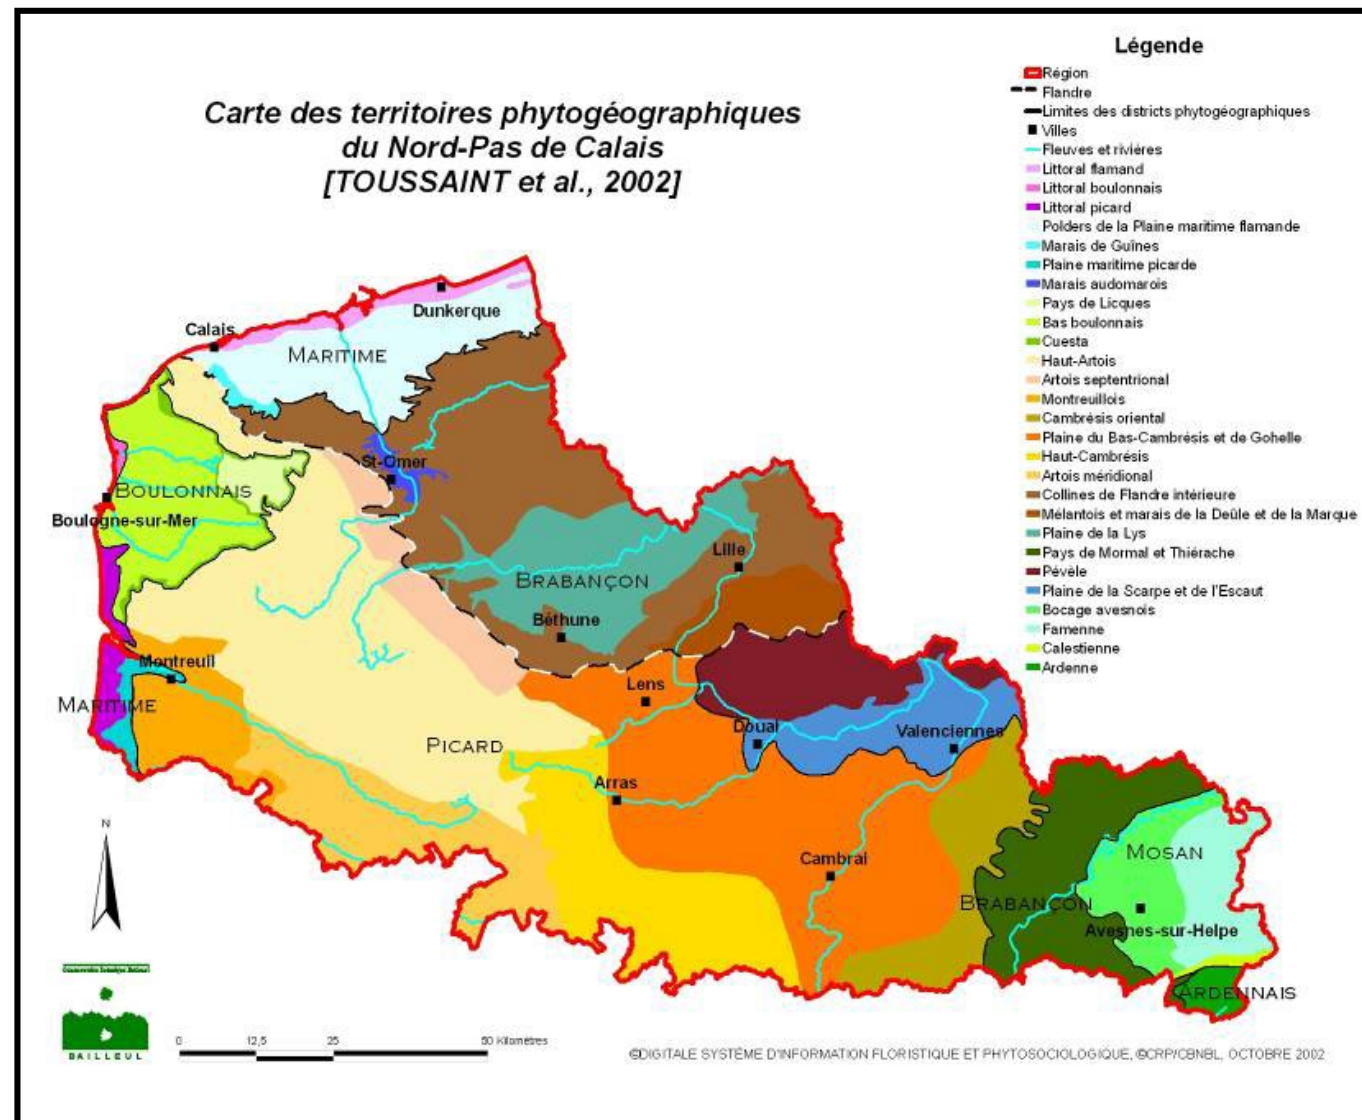 Légende
Région
Flandre
Limites des districts phytogéographiques
Villes
Fleuves et rivières
Littoral flamand
Littoral boulonnais
Littoral picard
Polders de la Plaine maritime flamande
Marais de Guînes
Plaine maritime picarde
Marais audomarois
Pays de Licques
Bas boulonnais
Cuesta
Haut-Artois
Artois septentrional
Montreuillois
Cambrésis oriental
Plaine du Bas-Cambrésis et de Gohelle
Haut-Cambrésis
Artois méridional
Collines de Flandre intérieure
Mélantois et marais de la Deûle et de la Marque
Plaine de la Lys
Pays de Mormal et Thiérache
Pévèle
Plaine de la Scarpe et de l'Escaut
Bocage avesnois
Famenne
Calestienne
Ardenne
Carte des territoires phytogéographiques
du Nord-Pas de Calais
[TOUSSAINT et al., 2002]
Dunkerque
Calais
MARITIME
St-Omer
BOULONNAIS
Boulogne-sur-Mer
Lille
BRABANÇON
Béthune
Montreuil
Lens
MARITIME
Douai
Valenciennes
PICARD
Arras
Cambrai
MOSAN
BRABANÇON
Avesnes-sur-Helpe
ARDENNAIS
N
BAILLEUL
0 12,5 25 50 Kilomètres
©DIGITALE SYSTÈME D'INFORMATION FLORISTIQUE ET PHYTOSOCIOLOGIQUE, ©CRP/CBNBL, OCTOBRE 2002